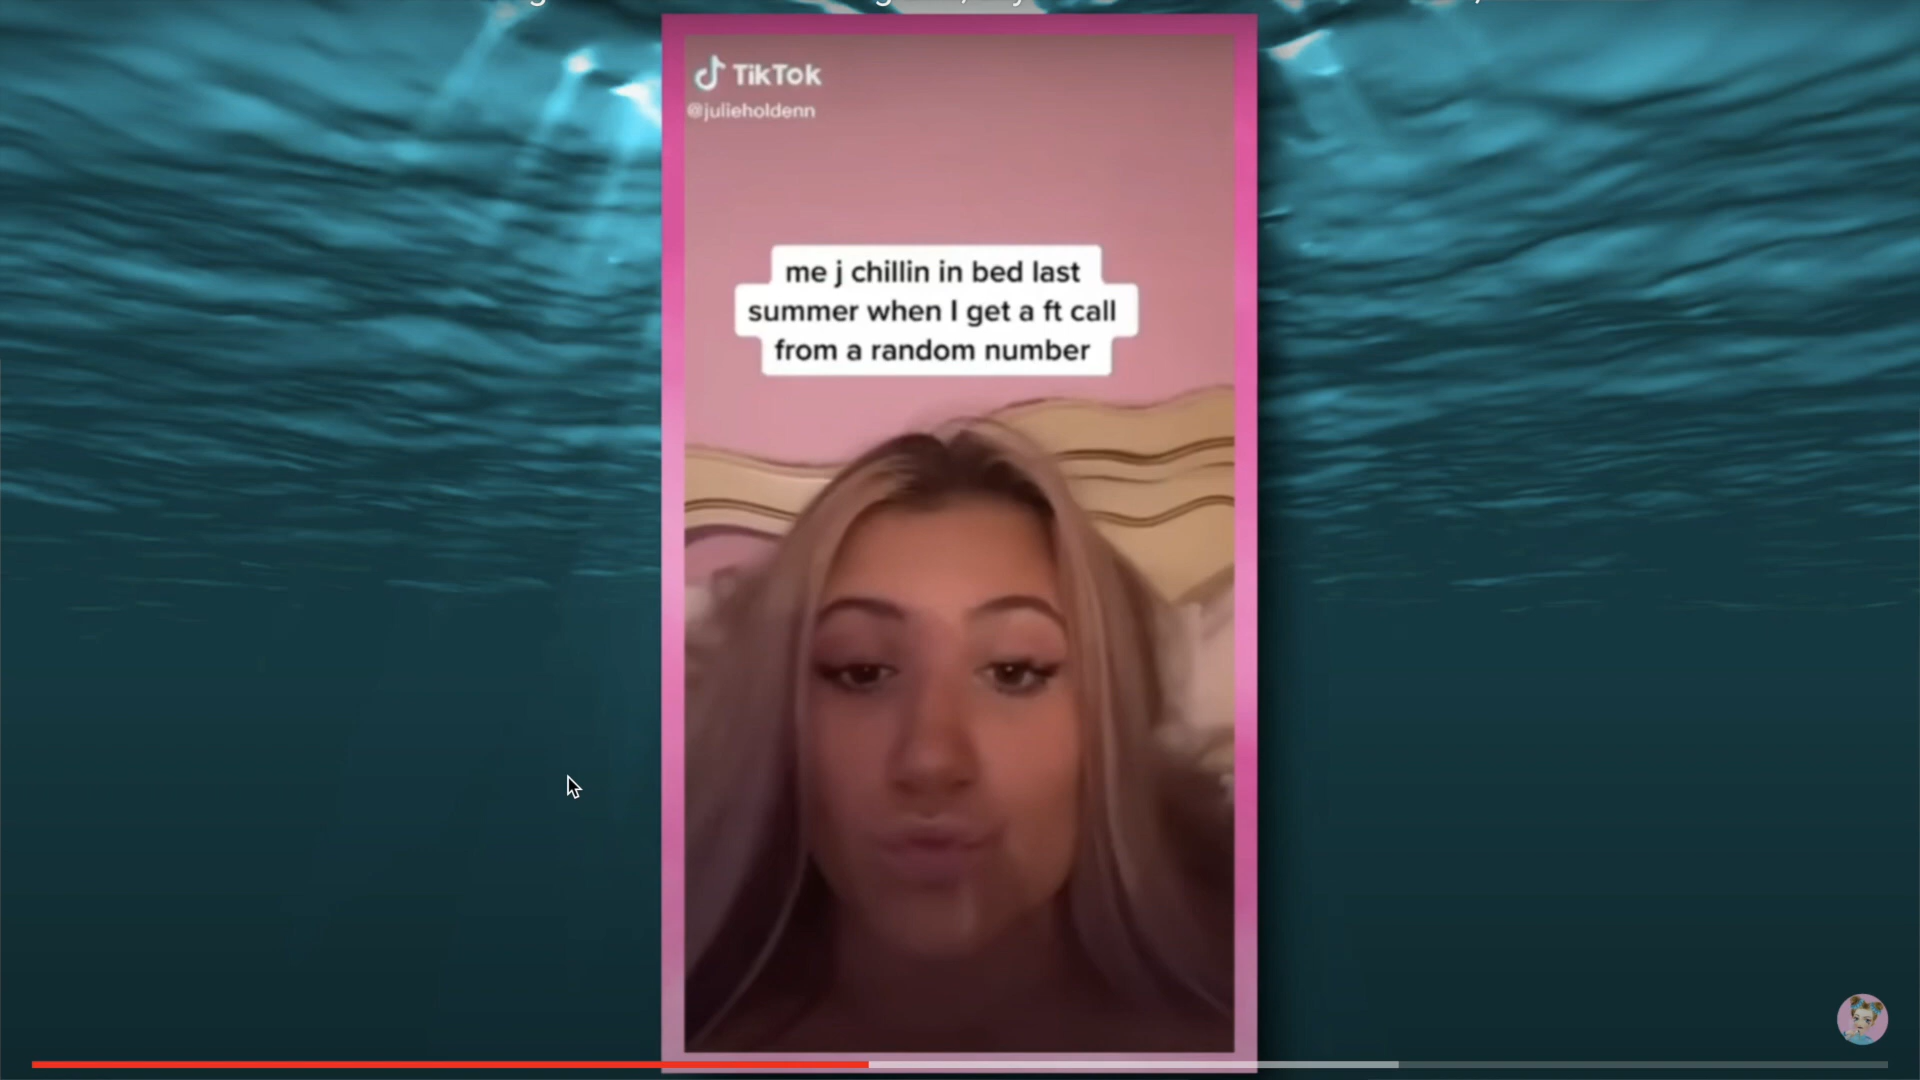 TikTok
@julieholdenn
me j chillin in bed last
summer when I get a ft call
from a random number